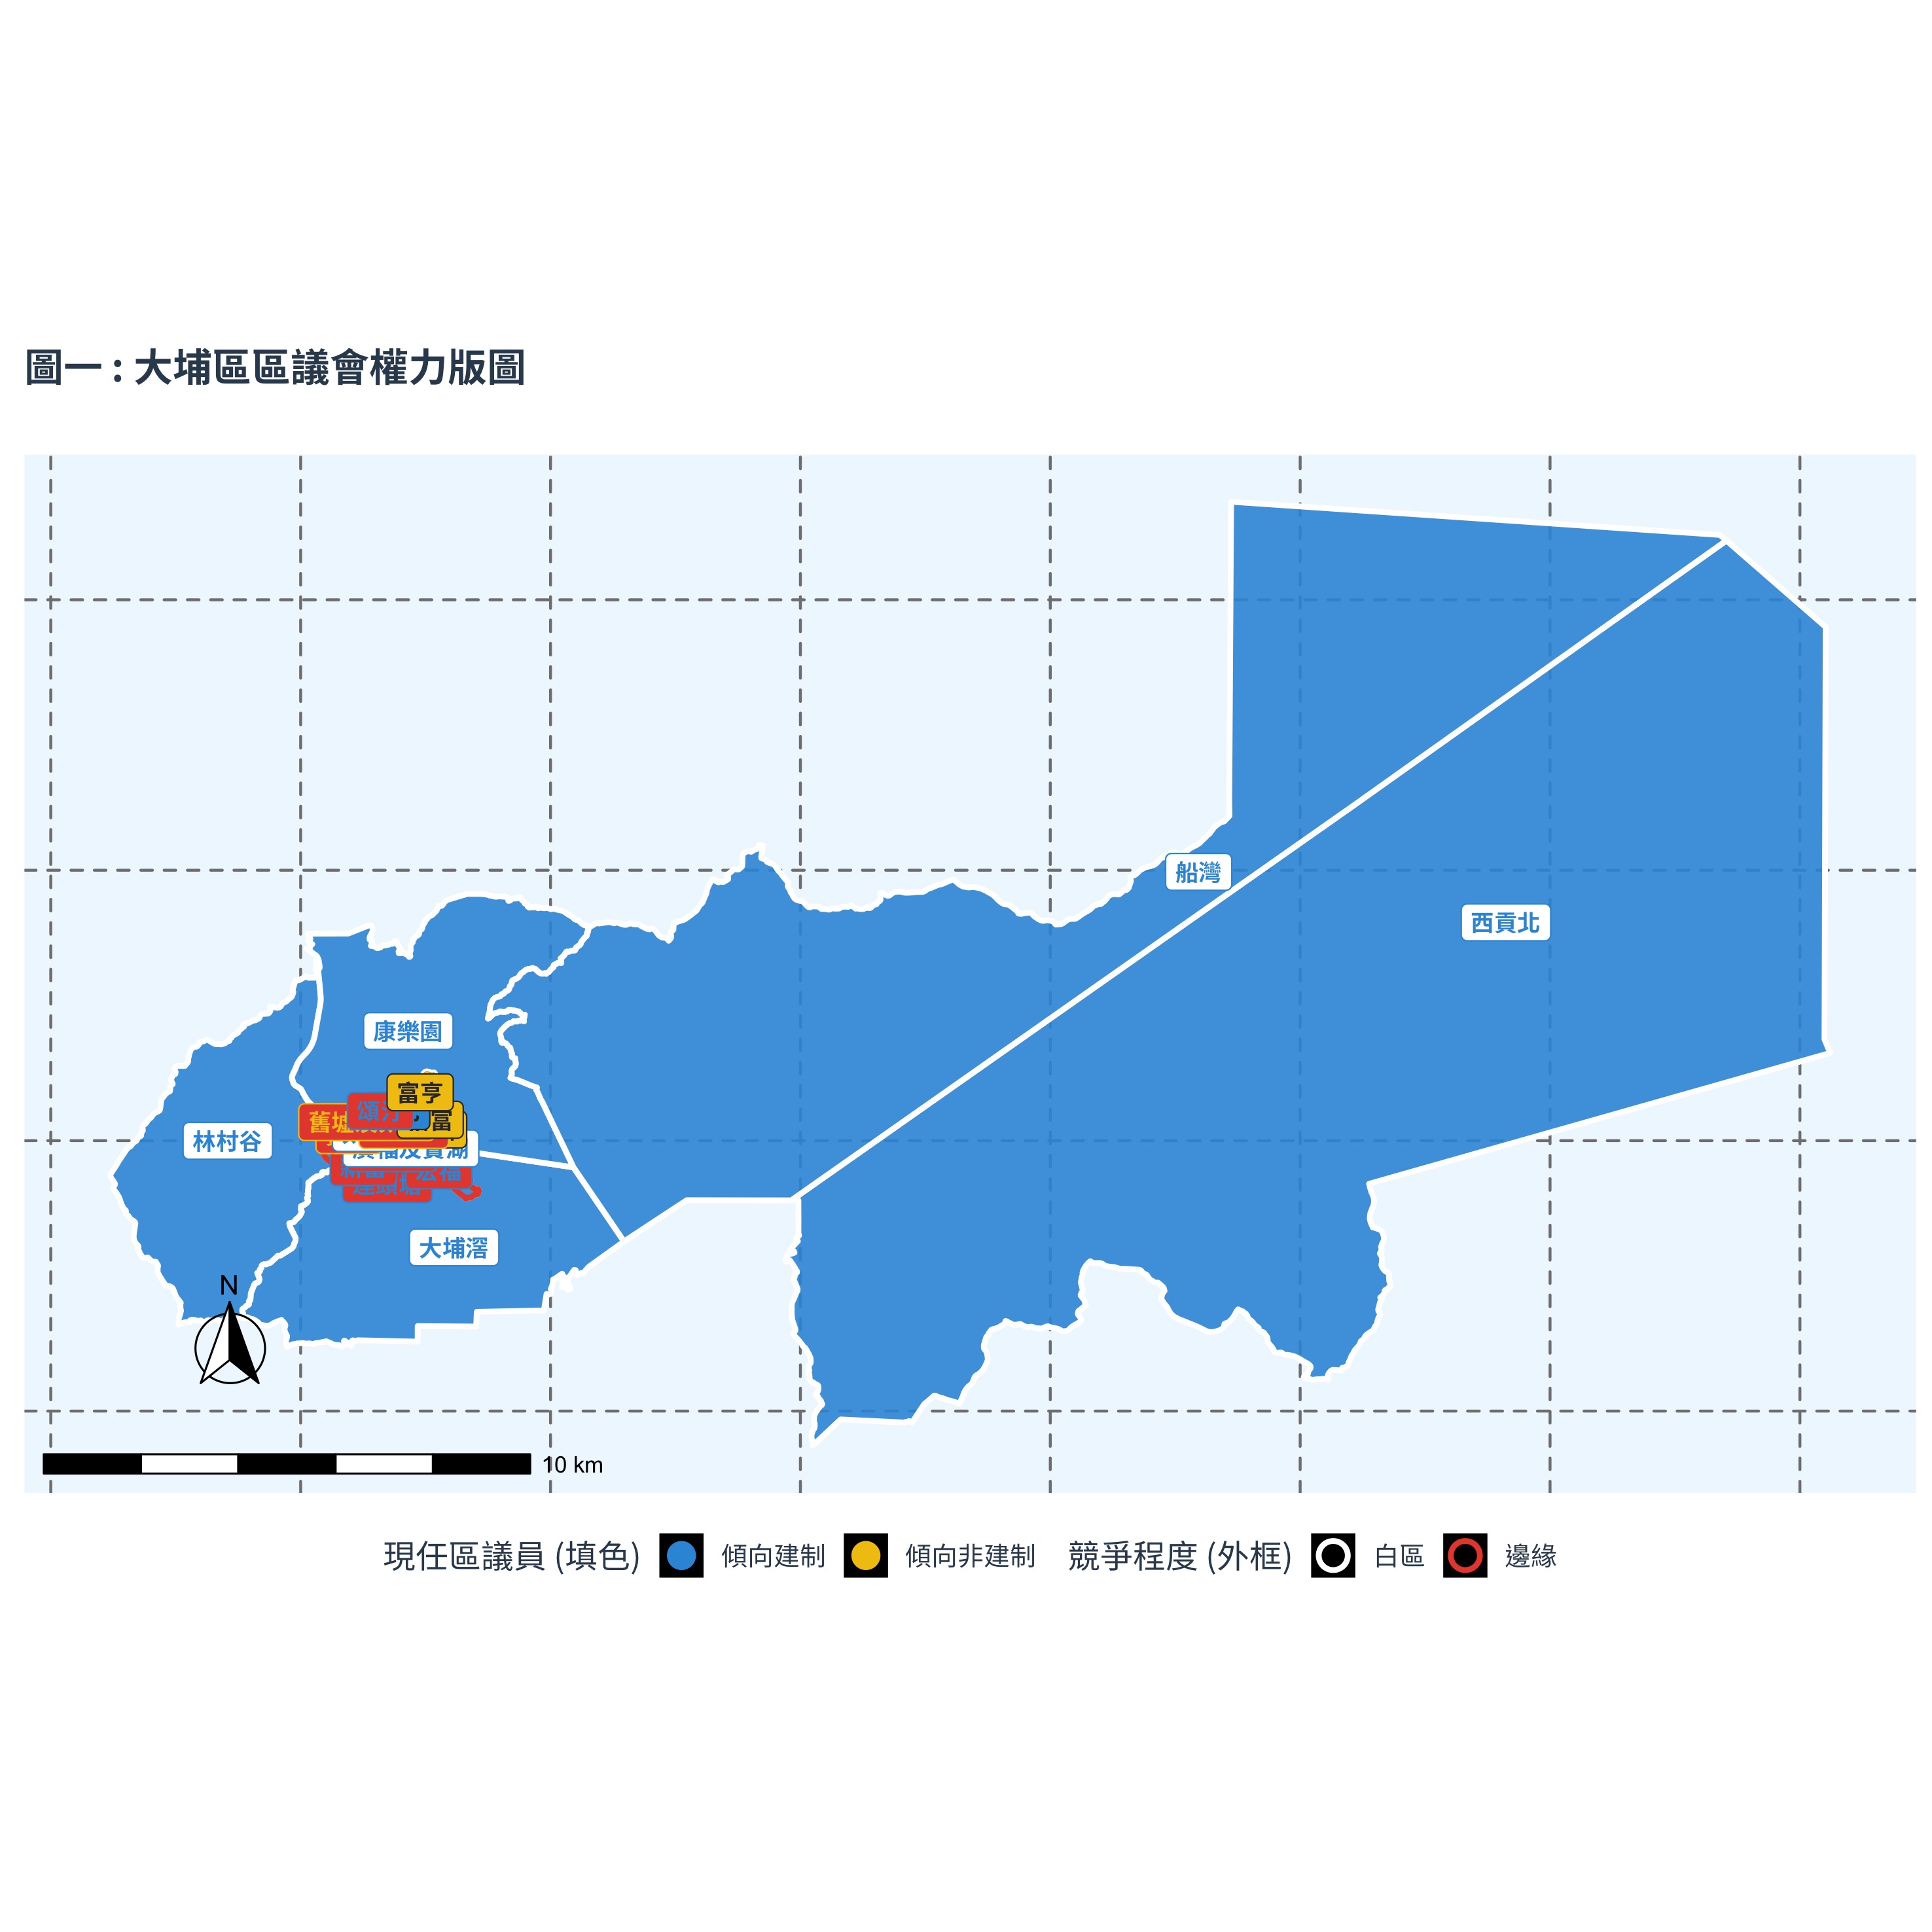 圖一：大埔區區議會權力版圖
船灣
西貢北
康樂園
富亨
頌汀
舊墟
富
林村谷
廣福及寶湖
宏福
大埔滘
N
10 km
現任區議員 (填色) 傾向建制 傾向非建制 競爭程度 (外框) 白區 邊緣